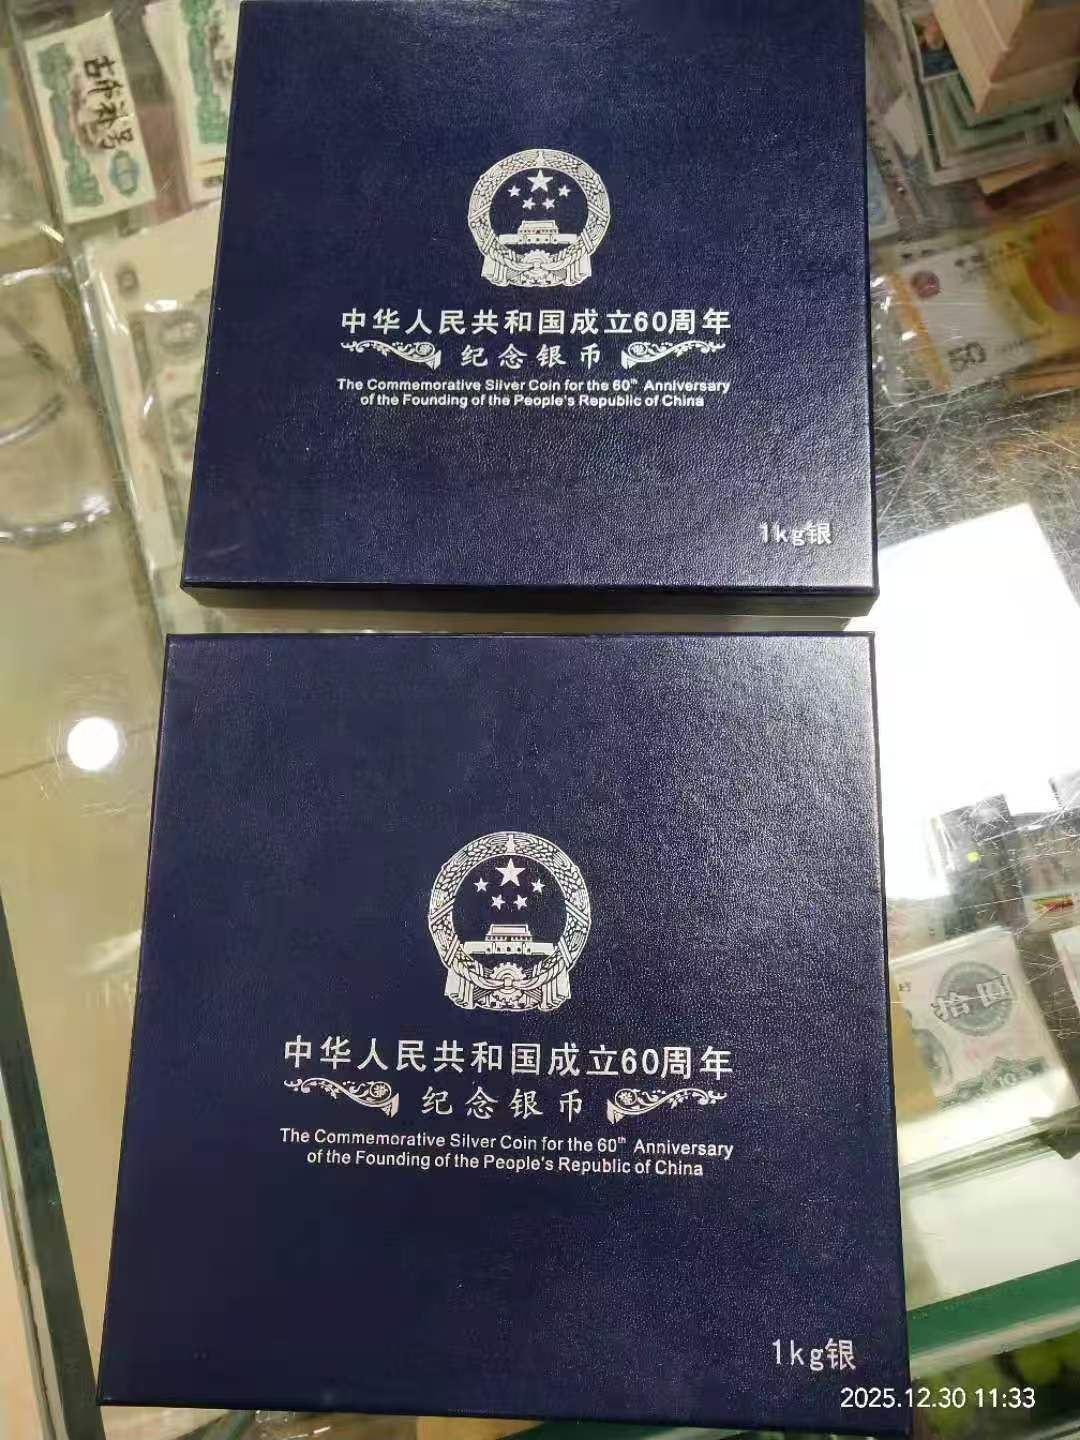 古币补号
中华人民共和国成立60周年
纪念银币
The Commemorative Silver Coin for the 60th Anniversary
of the Founding of the People's Republic of China
1kg银
中华人民共和国成立60周年
纪念银币
The Commemorative Silver Coin for the 60th Anniversary
of the Founding of the People's Republic of China
1kg银
2025.12.30 11:33